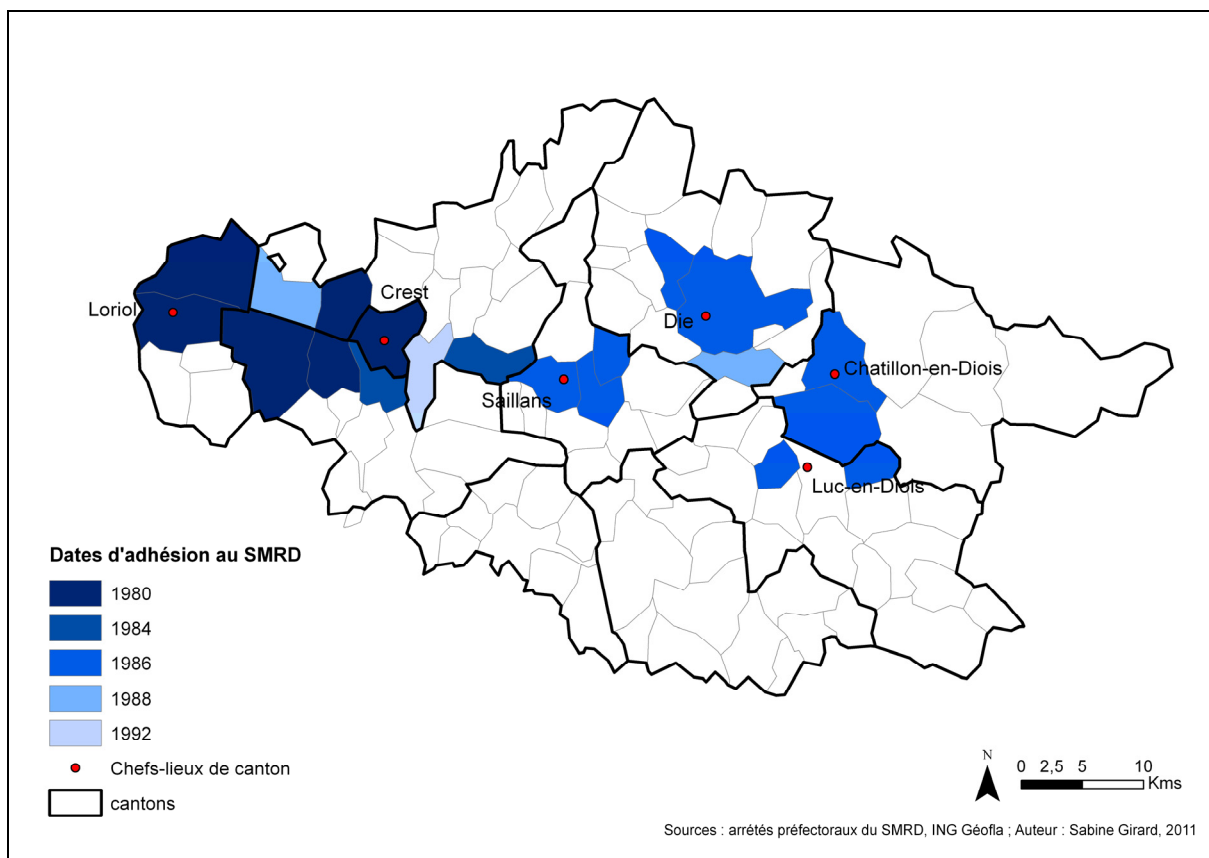 Loriol
Crest
Die
Chatillon-en-Diois
Saillans
Luc-en-Diois
Dates d'adhésion au SMRD
1980
1984
1986
1988
1992
Chefs-lieux de canton
cantons
N
0 2,5 5 10
Kms
Sources : arrétés préfectoraux du SMRD, ING Géofla ; Auteur : Sabine Girard, 2011